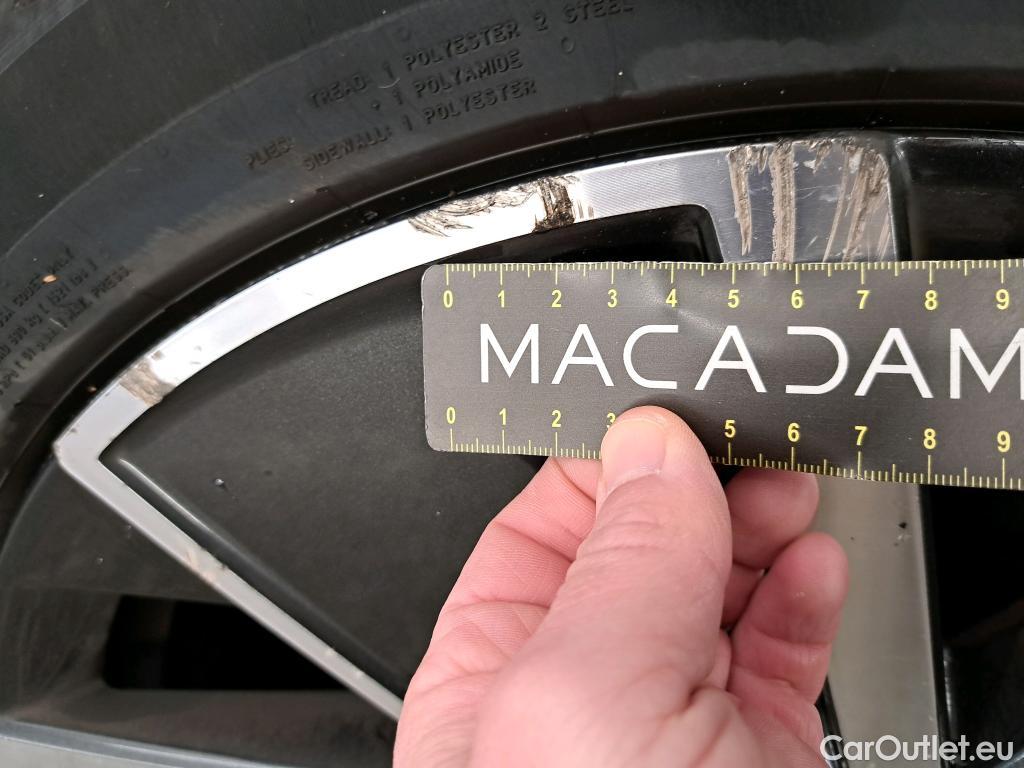 TREAD: 1 POLYESTER 2 STEEL
+ 1 POLYAMIDE
PLIES:
SIDEWALL: 1 POLYESTER
0 1 2 3 4 5 6 7 8 9
MACADAM
0 1 2 3 5 6 7 8 9
CarOutlet.eu